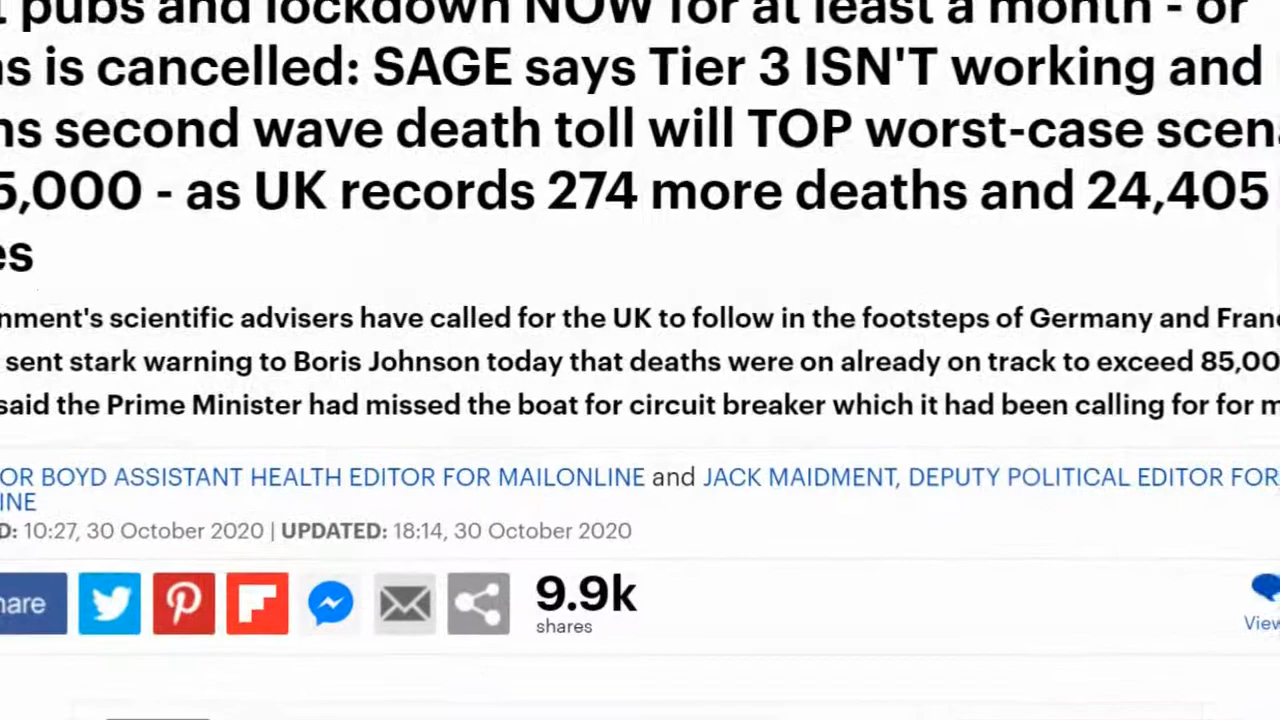 pubs and lockdown NOW for at least a month - or
is cancelled: SAGE says Tier 3 ISN'T working and
second wave death toll will TOP worst-case
5,000 - as UK records 274 more deaths and 24,405
es
nment's scientific advisers have called for the UK to follow in the footsteps of Germany and Fran
sent stark warning to Boris Johnson today that deaths were on already on track to exceed 85,00
said the Prime Minister had missed the boat for circuit breaker which it had been calling for for m
OR BOYD ASSISTANT HEALTH EDITOR FOR MAILONLINE and JACK MAIDMENT, DEPUTY POLITICAL EDITOR FOR
INE
D: 10:27, 30 October 2020 | UPDATED: 18:14, 30 October 2020
hare
9.9k
shares
View